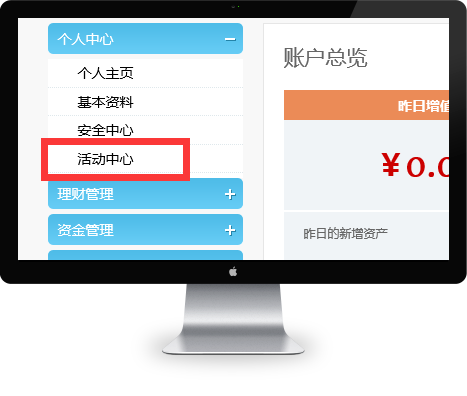 个人中心
个人主页
基本资料
安全中心
活动中心
理财管理
资金管理
账户总览
昨日增值
¥0.0
昨日的新增资产